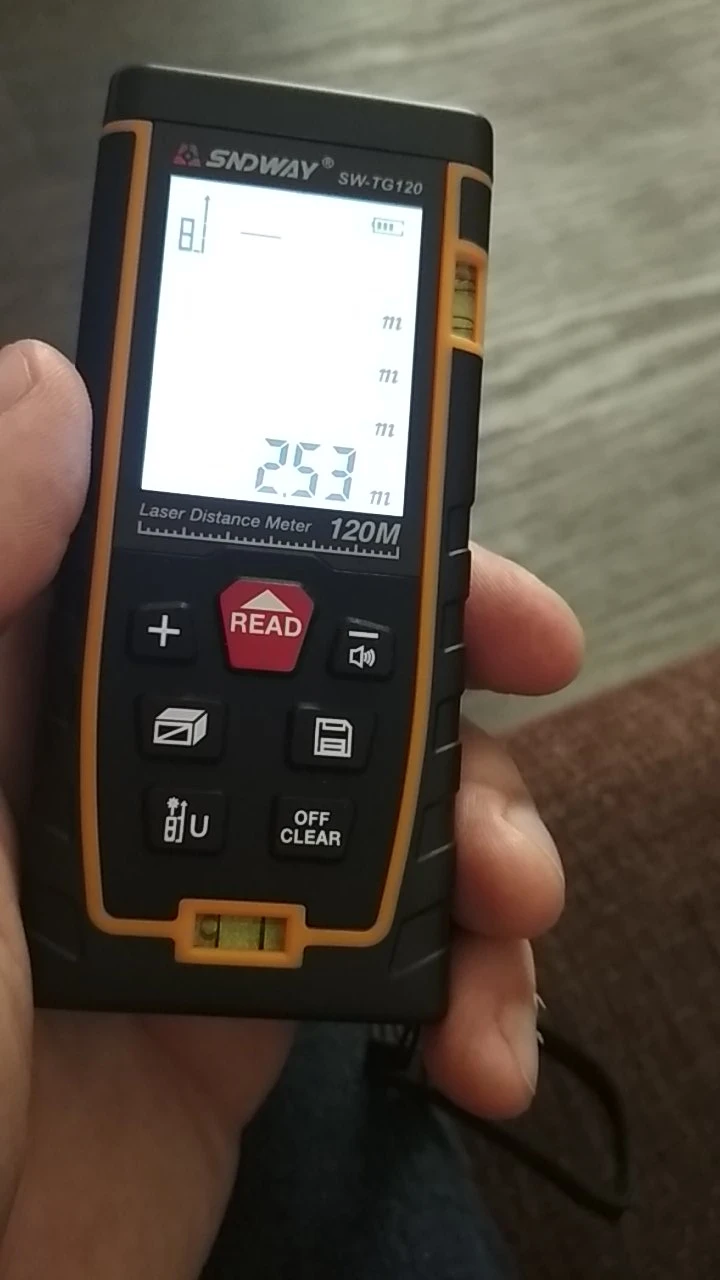 SNDWAY®
SW-TG120
m
m
m
2.53 m
Laser Distance Meter 120M
READ
U
OFF
CLEAR